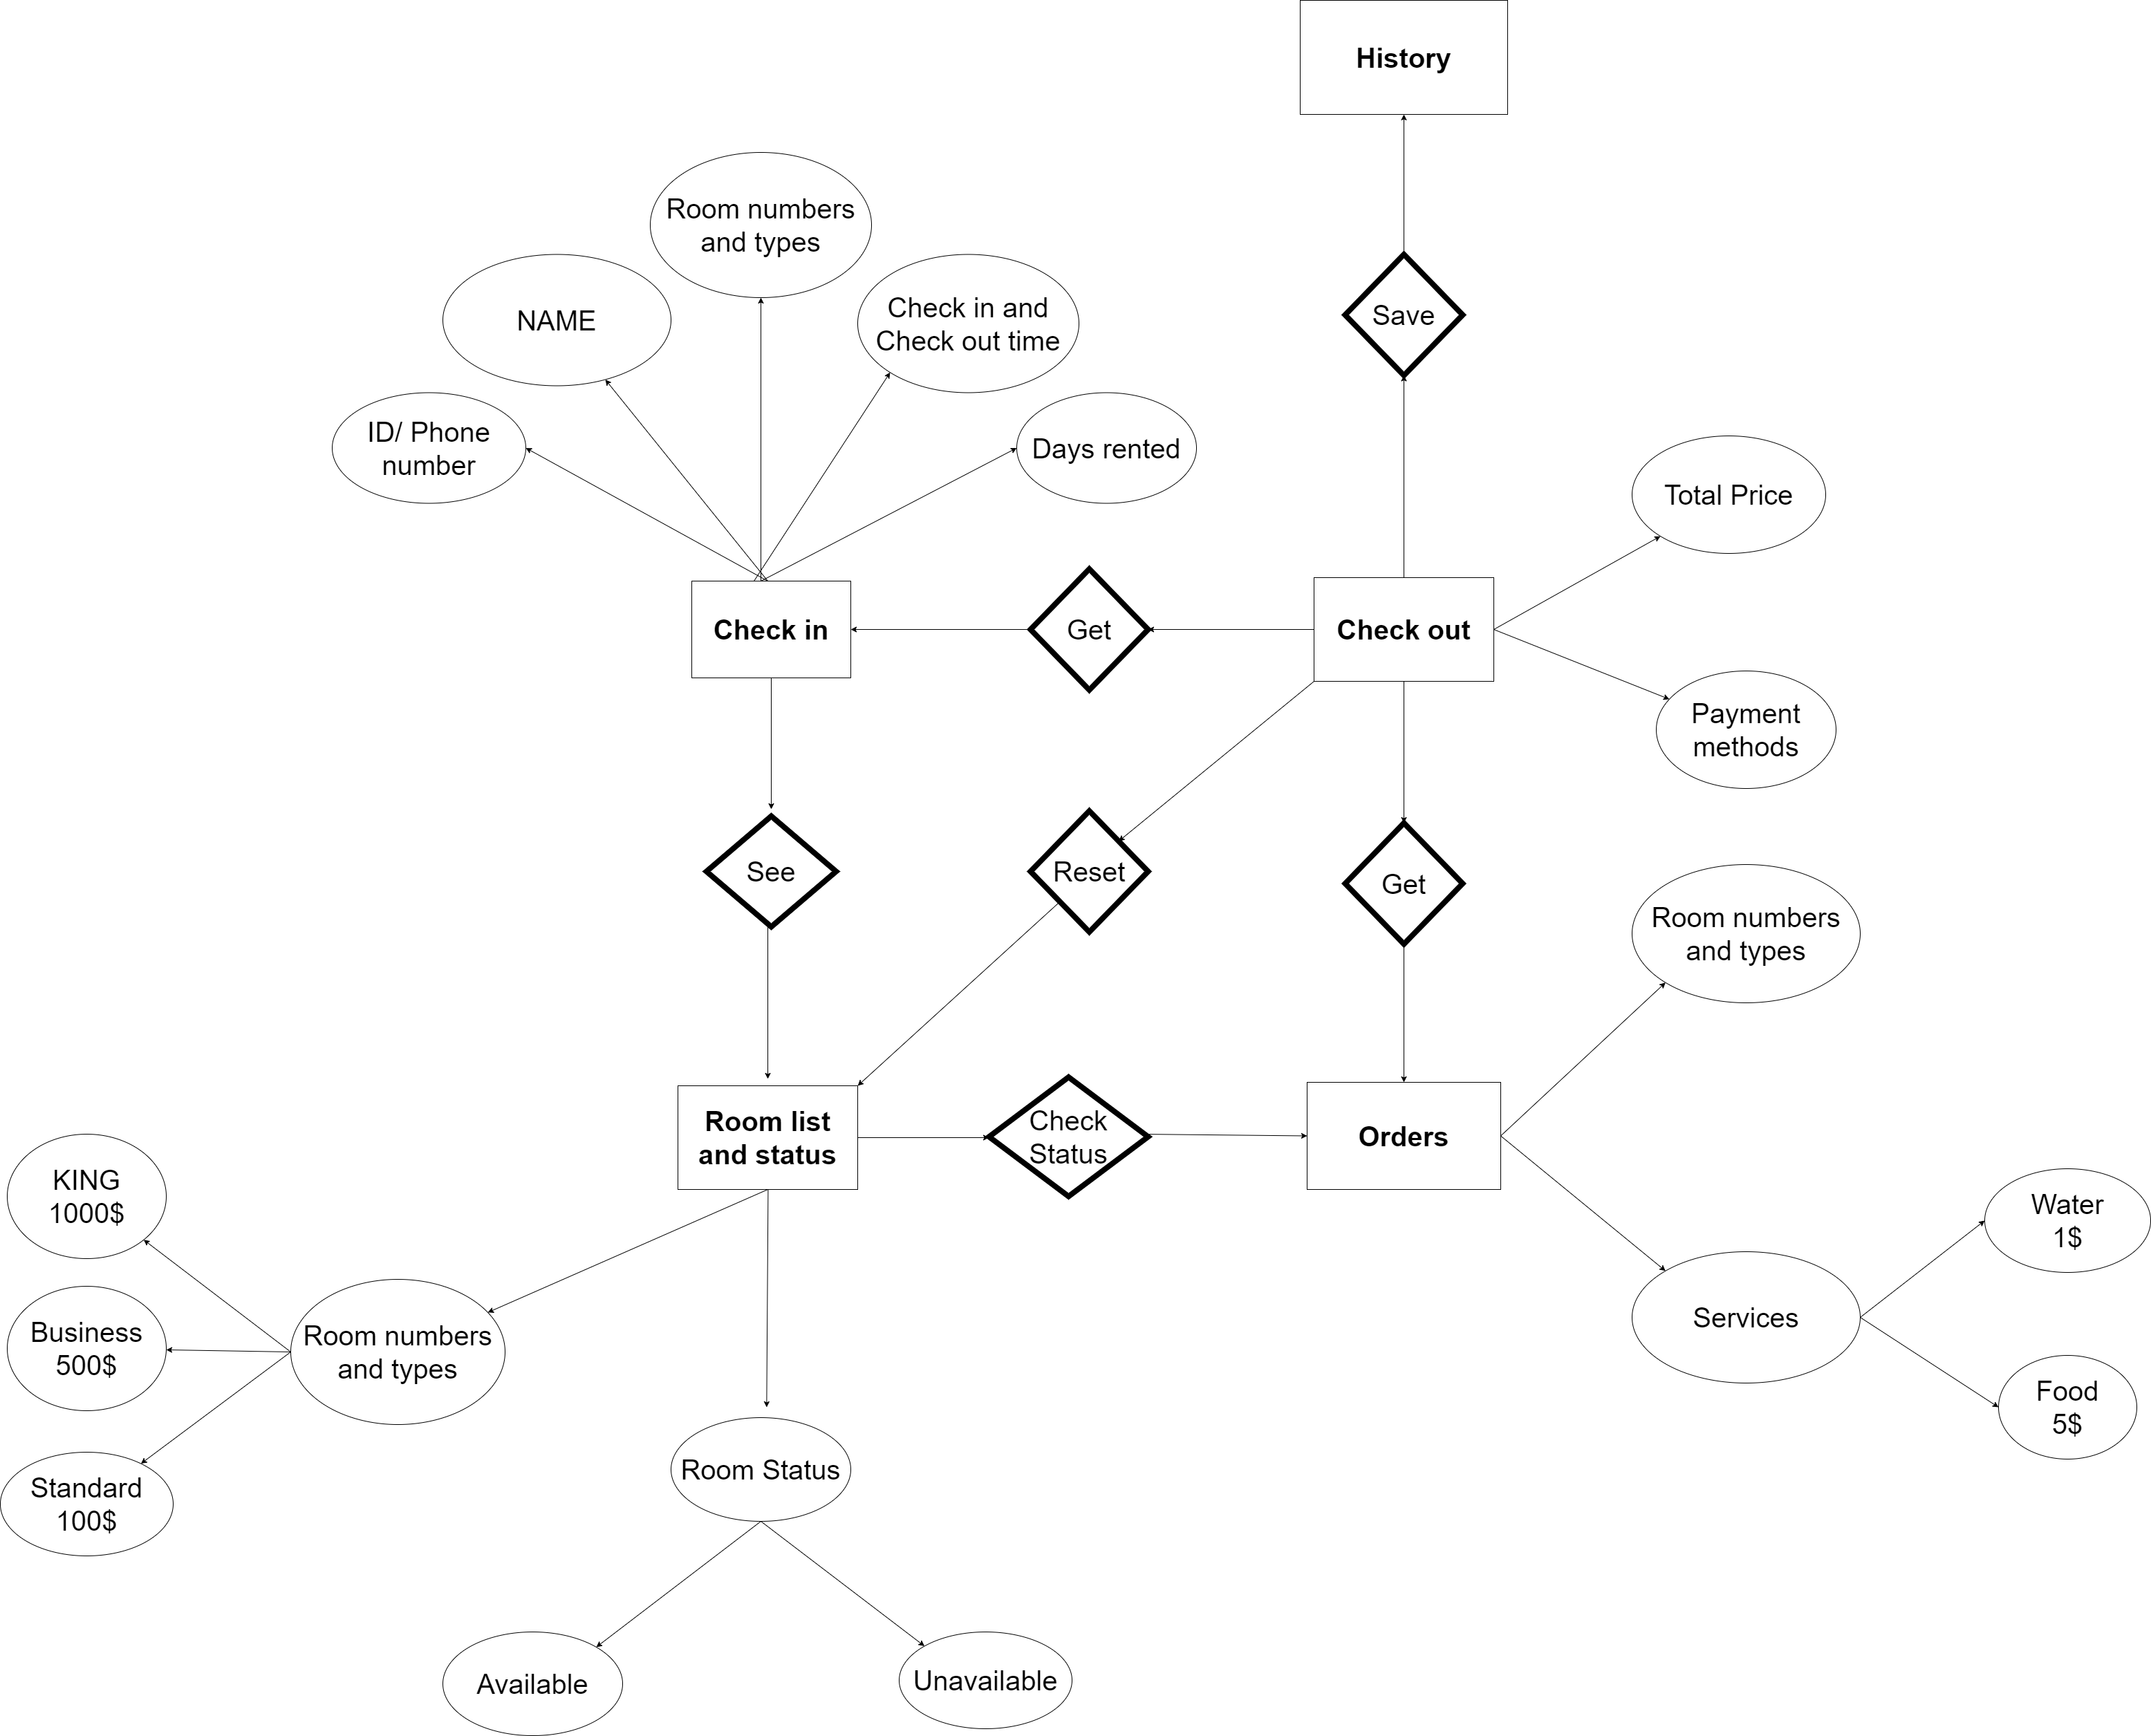 History
Room numbers
and types
NAME
Check in and
Check out time
Save
ID/ Phone
number
Days rented
Total Price
Check in
Get
Check out
Payment
methods
See
Reset
Get
Room numbers
and types
Room list
and status
Check
Status
Orders
KING
1000$
Water
1$
Business
500$
Room numbers
and types
Services
Food
5$
Standard
100$
Room Status
Available
Unavailable